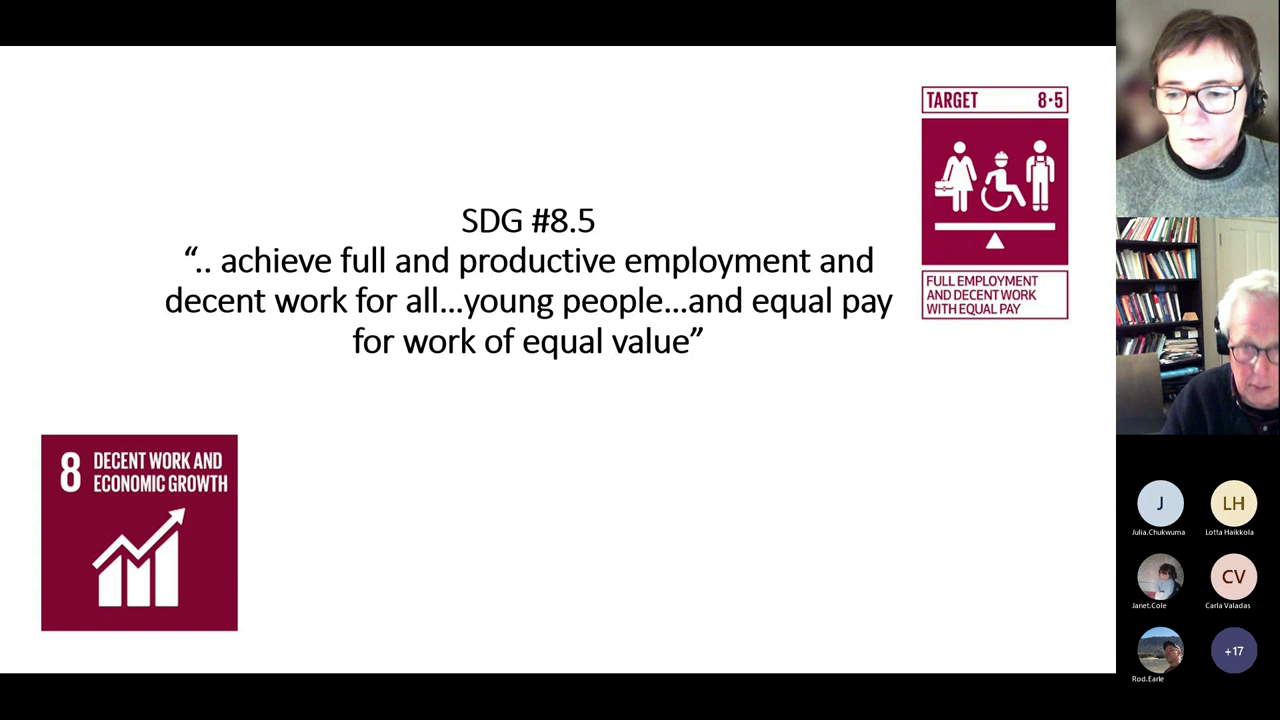 TARGET 8·5
SDG #8.5
“.. achieve full and productive employment and
decent work for all...young people...and equal pay
for work of equal value”
FULL EMPLOYMENT
AND DECENT WORK
WITH EQUAL PAY
8 DECENT WORK AND
ECONOMIC GROWTH
J LH
Julia.Chukwuma Lotta Haikkola
CV
Janet.Cole Carla Valadas
+17
Rod.Earle